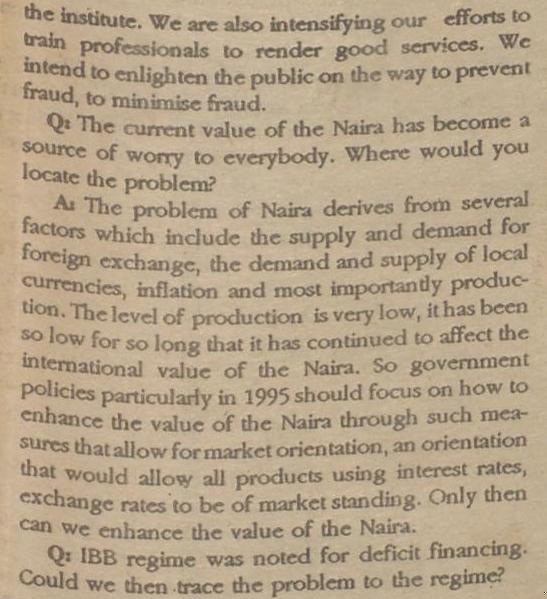 the institute. We are also intensifying our efforts to
train professionals to render good services. We
intend to enlighten the public on the way to prevent
fraud, to minimise fraud.
Q: The current value of the Naira has become a
source of worry to everybody. Where would you
locate the problem?
A: The problem of Naira derives from several
factors which include the supply and demand for
foreign exchange, the demand and supply of local
currencies, inflation and most importantly produc-
tion. The level of production is very low, it has been
so low for so long that it has continued to affect the
international value of the Naira. So government
policies particularly in 1995 should focus on how to
enhance the value of the Naira through such mea-
sures that allow for market orientation, an orientation
that would allow all products using interest rates,
exchange rates to be of market standing. Only then
can we enhance the value of the Naira.
Q: IBB regime was noted for deficit financing.
Could we then trace the problem to the regime?